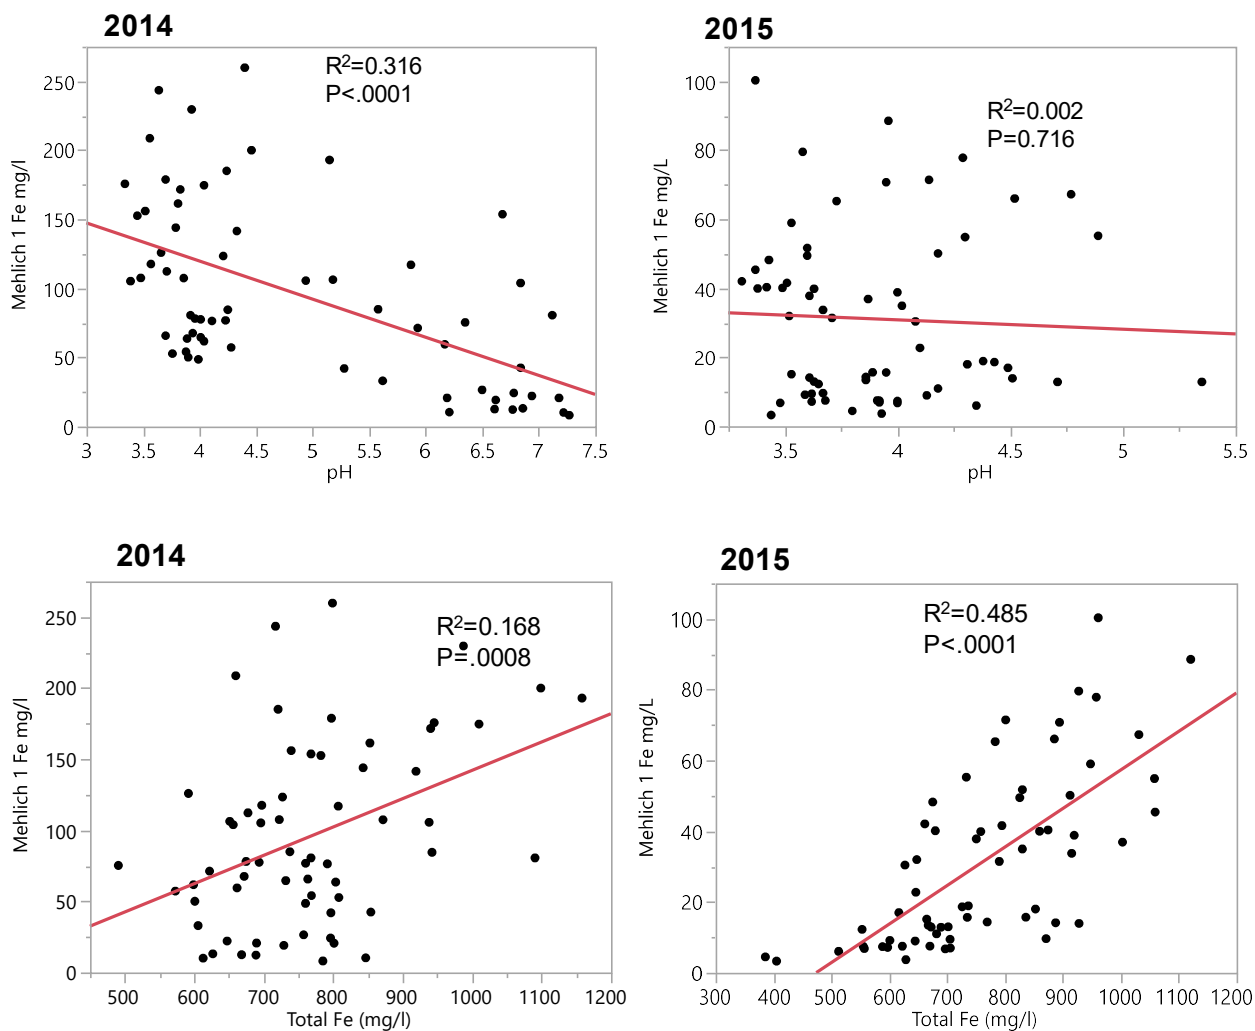 2014
R²=0.316
P<.0001
250
200
150
100
50
0
Mehlich 1 Fe mg/l
3 3.5 4 4.5 5 5.5 6 6.5 7 7.5
pH
2015
R²=0.002
P=0.716
100
80
60
40
20
0
Mehlich 1 Fe mg/L
3.5 4 4.5 5 5.5
pH
2014
R²=0.168
P=.0008
250
200
150
100
50
0
Mehlich 1 Fe mg/l
500 600 700 800 900 1000 1100 1200
Total Fe (mg/l)
2015
R²=0.485
P<.0001
100
80
60
40
20
0
Mehlich 1 Fe mg/L
300 400 500 600 700 800 900 1000 1100 1200
Total Fe (mg/l)